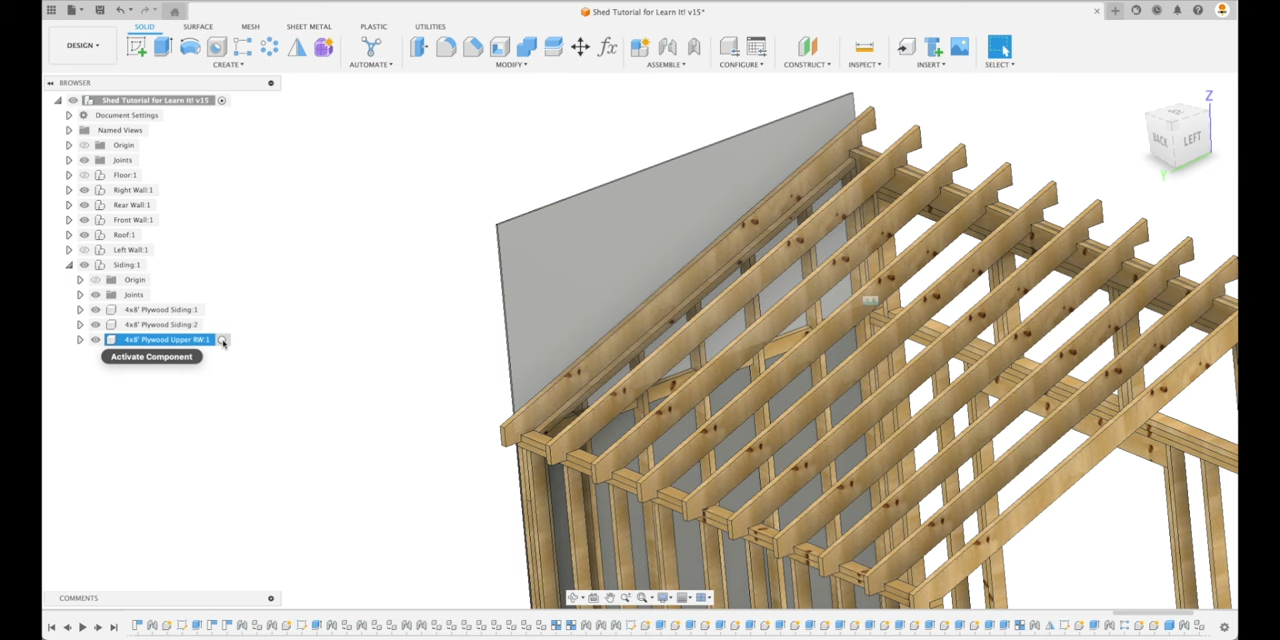 Shed Tutorial for Learn It! v15*
SOLID SURFACE MESH SHEET METAL PLASTIC UTILITIES
DESIGN
CREATE AUTOMATE MODIFY ASSEMBLE CONFIGURE CONSTRUCT INSPECT INSERT SELECT
BROWSER
Shed Tutorial for Learn It! v15
Document Settings
Named Views
Origin
Joints
Floor:1
Right Wall:1
Rear Wall:1
Front Wall:1
Roof:1
Left Wall:1
Siding:1
Origin
Joints
4x8' Plywood Siding:1
4x8' Plywood Siding:2
4x8' Plywood Upper RW:1
Activate Component
Z
BACK LEFT
Y
COMMENTS